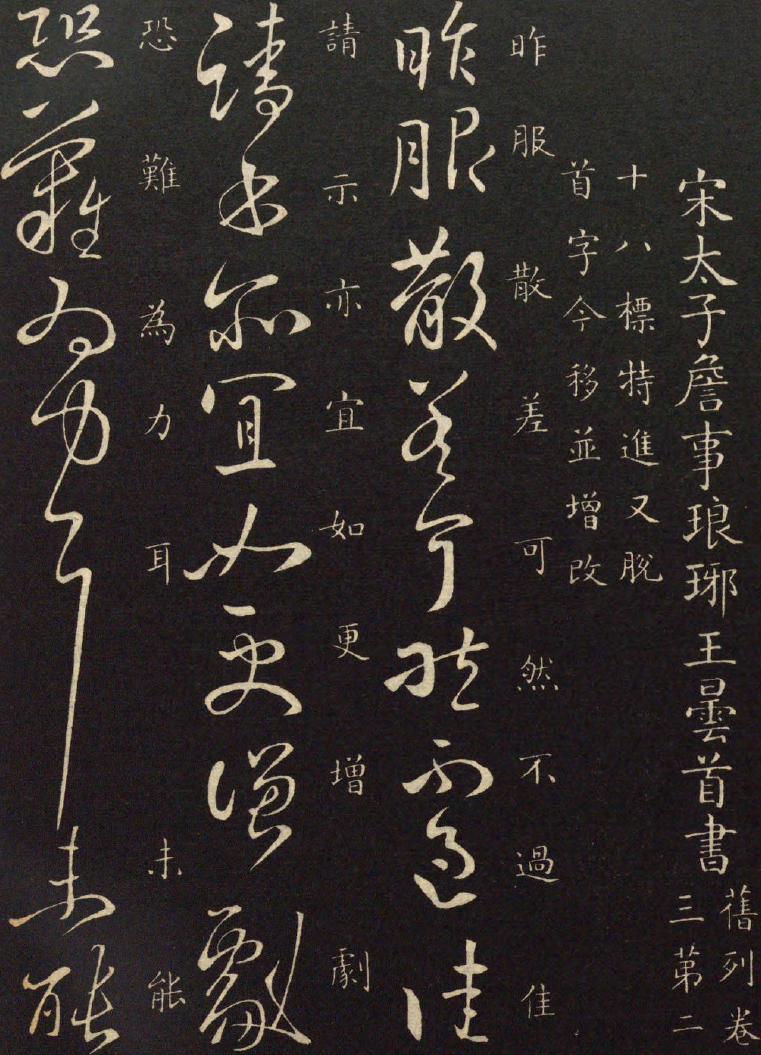 宋太子詹事琅琊王曇首書
舊列卷
三第二
十八標特進又脫
首字今移並增改
昨服散差可然不過佳
昨服散差可然不過佳
請示亦宜如更增劇
請示亦宜如更增劇
恐難為力耳未能
恐難為力耳未能